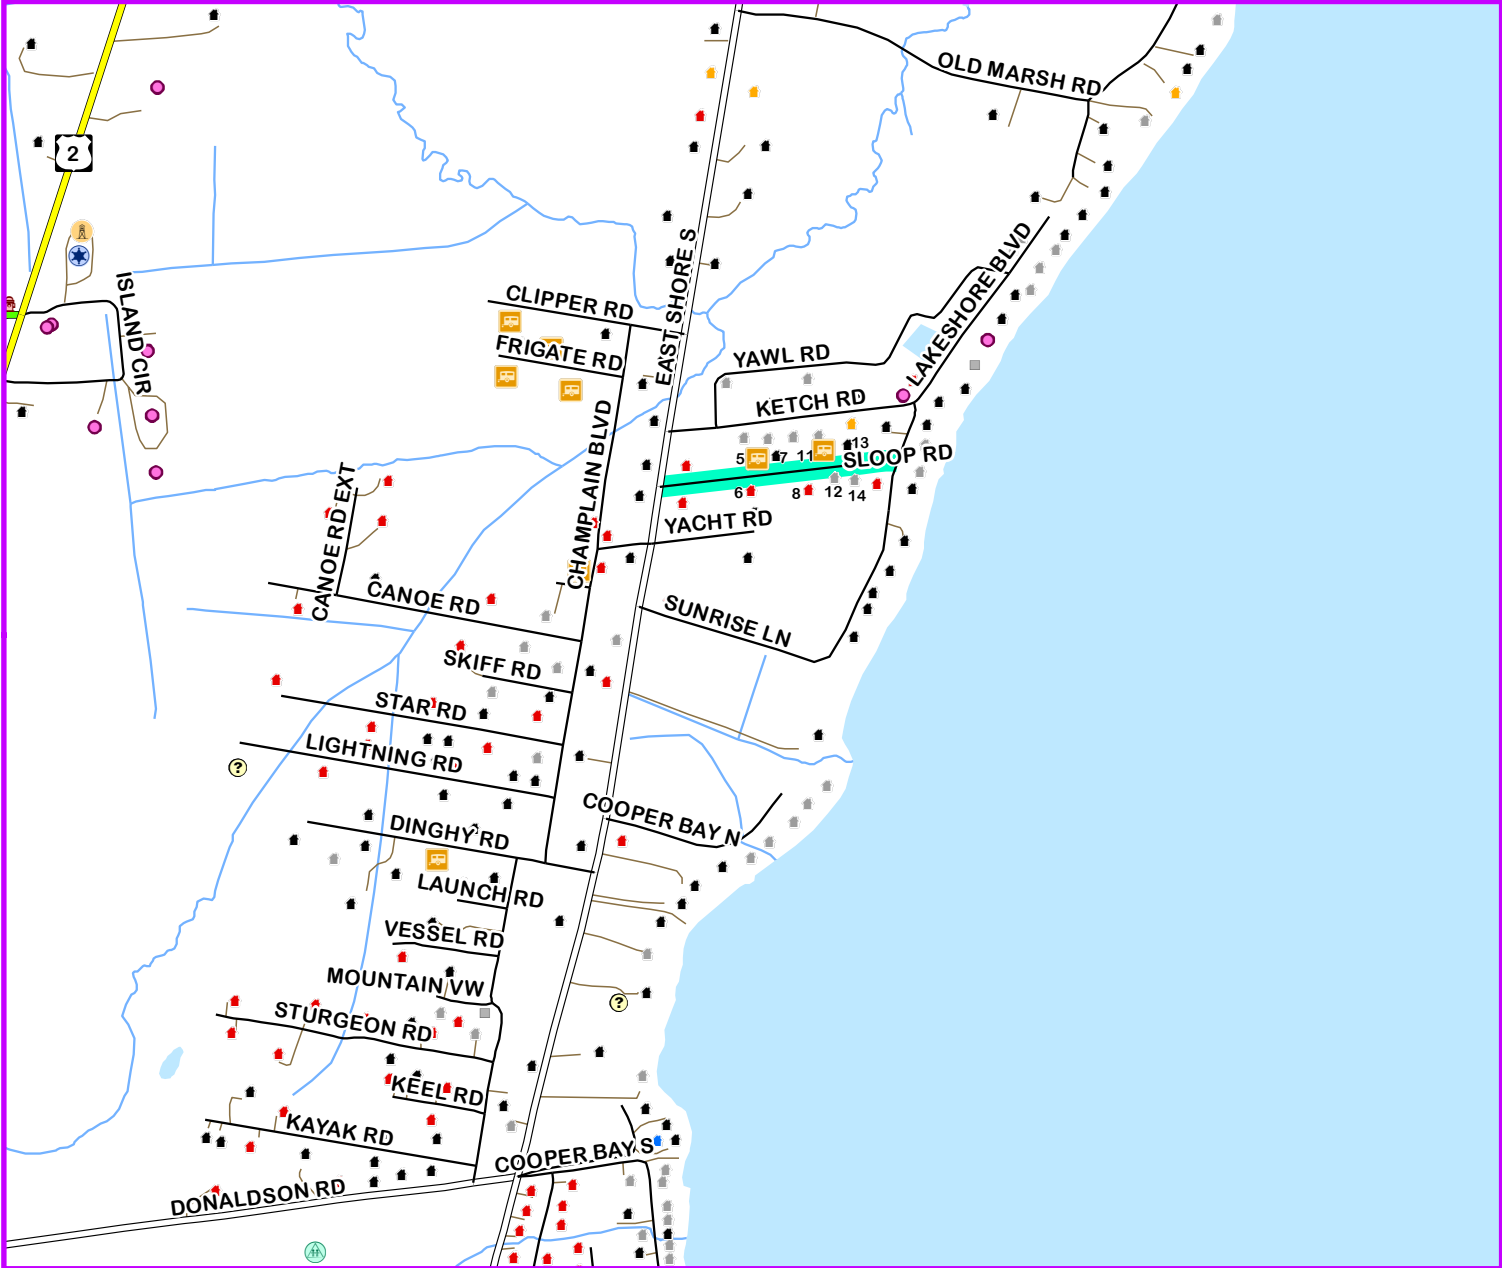 OLD MARSH RD
2
EAST SHORE S
LAKESHORE BLVD
ISLAND CIR
CLIPPER RD
FRIGATE RD
YAWL RD
KETCH RD
CHAMPLAIN BLVD
13
5
7
11
SLOOP RD
6
8
12
14
CANOE RD EXT
YACHT RD
CANOE RD
SUNRISE LN
SKIFF RD
STAR RD
LIGHTNING RD
?
COOPER BAY N
DINGHY RD
LAUNCH RD
VESSEL RD
MOUNTAIN VW
?
STURGEON RD
KEEL RD
KAYAK RD
COOPER BAY S
DONALDSON RD